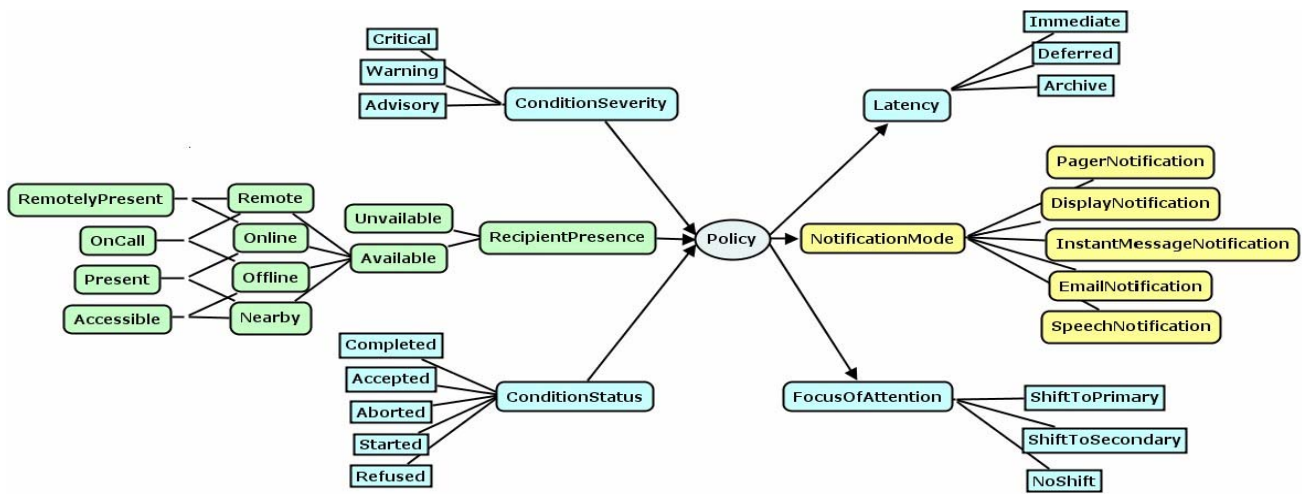 Critical
Warning
Advisory
ConditionSeverity
Immediate
Deferred
Archive
Latency
RemotelyPresent
OnCall
Present
Accessible
Remote
Online
Offline
Nearby
Unvailable
Available
RecipientPresence
Policy
NotificationMode
PagerNotification
DisplayNotification
InstantMessageNotification
EmailNotification
SpeechNotification
Completed
Accepted
Aborted
Started
Refused
ConditionStatus
FocusOfAttention
ShiftToPrimary
ShiftToSecondary
NoShift